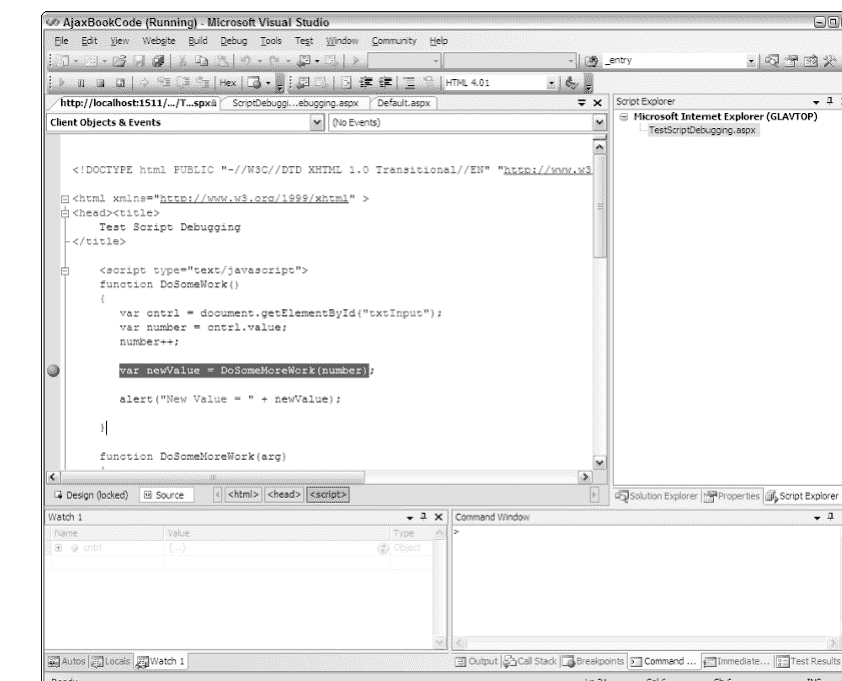 AjaxBookCode (Running) - Microsoft Visual Studio
File Edit View Website Build Debug Tools Test Window Community Help
_entry
Hex HTML 4.01
http://localhost:1511/.../T...spx ScriptDebuggi...ebugging.aspx Default.aspx
Client Objects & Events (No Events)
<!DOCTYPE html PUBLIC "-//W3C//DTD XHTML 1.0 Transitional//EN" "http://www.w3
<html xmlns="http://www.w3.org/1999/xhtml" >
<head><title>
Test Script Debugging
</title>
<script type="text/javascript">
function DoSomeWork()
{
var cntrl = document.getElementById("txtInput");
var number = cntrl.value;
number++;
var newValue = DoSomeMoreWork(number);
alert("New Value = " + newValue);
}
function DoSomeMoreWork(arg)
Design (locked) Source <html> <head> <script>
Script Explorer
Microsoft Internet Explorer (GLAVTOP)
TestScriptDebugging.aspx
Solution Explorer Properties Script Explorer
Watch 1
Name Value Type
cntrl {...} Object
Autos Locals Watch 1
Command Window
>
Output Call Stack Breakpoints Command ... Immediate... Test Results